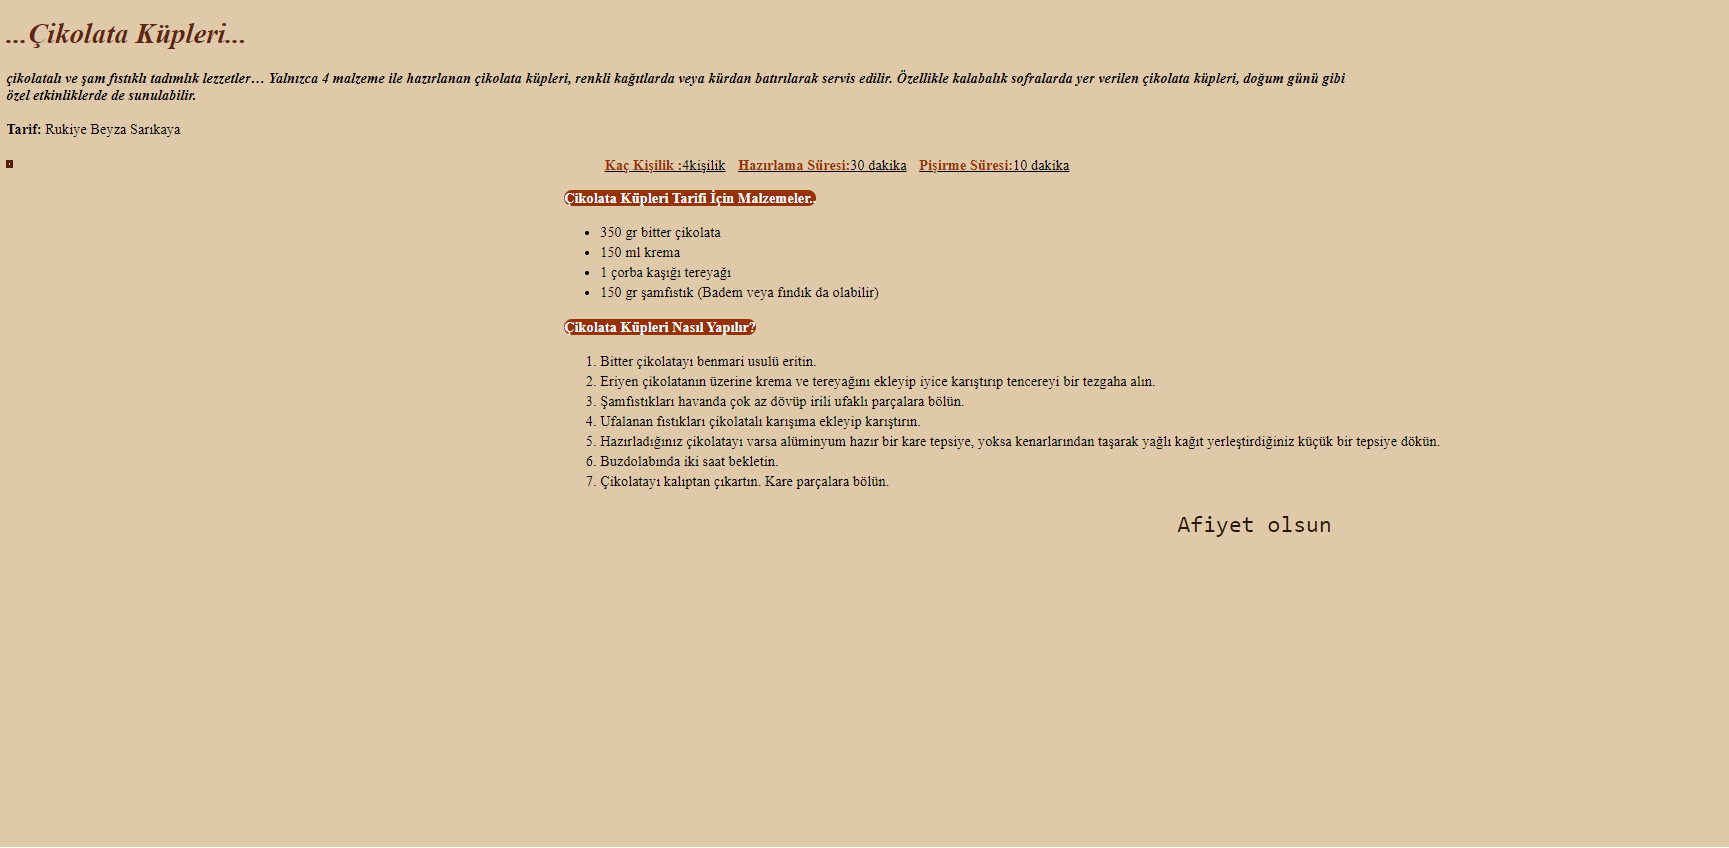 ...Çikolata Küpleri...
çikolatalı ve şam fıstıklı tadımlık lezzetler… Yalnızca 4 malzeme ile hazırlanan çikolata küpleri, renkli kağıtlarda veya kürdan batırılarak servis edilir. Özellikle kalabalık sofralarda yer verilen çikolata küpleri, doğum günü gibi
özel etkinliklerde de sunulabilir.
Tarif: Rukiye Beyza Sarıkaya
Kaç Kişilik :4kişilik Hazırlama Süresi:30 dakika Pişirme Süresi:10 dakika
Çikolata Küpleri Tarifi İçin Malzemeler..
• 350 gr bitter çikolata
• 150 ml krema
• 1 çorba kaşığı tereyağı
• 150 gr şamfıstık (Badem veya fındık da olabilir)
Çikolata Küpleri Nasıl Yapılır?
1. Bitter çikolatayı benmari usulü eritin.
2. Eriyen çikolatanın üzerine krema ve tereyağını ekleyip iyice karıştırıp tencereyi bir tezgaha alın.
3. Şamfıstıkları havanda çok az dövüp irili ufaklı parçalara bölün.
4. Ufalanan fıstıkları çikolatalı karışıma ekleyip karıştırın.
5. Hazırladığınız çikolatayı varsa alüminyum hazır bir kare tepsiye, yoksa kenarlarından taşarak yağlı kağıt yerleştirdiğiniz küçük bir tepsiye dökün.
6. Buzdolabında iki saat bekletin.
7. Çikolatayı kalıptan çıkartın. Kare parçalara bölün.
Afiyet olsun